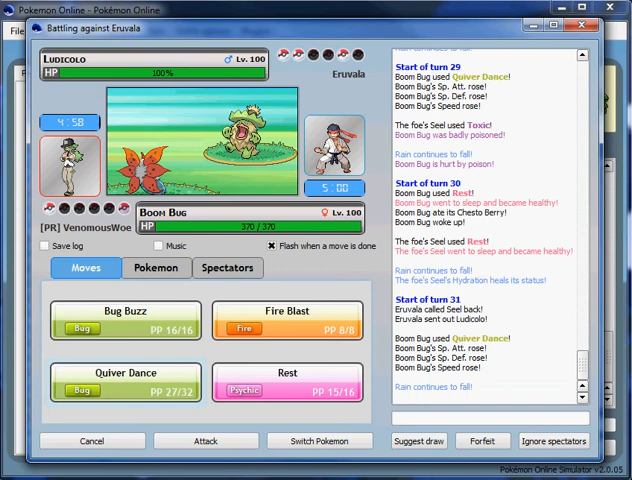 Pokemon Online - Pokémon Online
File
Battling against Eruvala
Ludicolo ♂ Lv. 100
HP 100%
Eruvala
4:58
5:00
Boom Bug ♀ Lv. 100
HP 370 / 370
[PR] VenomousWoe
Save log
Music
Flash when a move is done
Moves
Pokemon
Spectators
Bug Buzz
Bug PP 16/16
Fire Blast
Fire PP 8/8
Quiver Dance
Bug PP 27/32
Rest
Psychic PP 15/16
Cancel
Attack
Switch Pokemon
Rain continues to fall!
Start of turn 29
Boom Bug used Quiver Dance!
Boom Bug's Sp. Att. rose!
Boom Bug's Sp. Def. rose!
Boom Bug's Speed rose!
The foe's Seel used Toxic!
Boom Bug was badly poisoned!
Rain continues to fall!
Boom Bug is hurt by poison!
Start of turn 30
Boom Bug used Rest!
Boom Bug went to sleep and became healthy!
Boom Bug ate its Chesto Berry!
Boom Bug woke up!
The foe's Seel used Rest!
The foe's Seel went to sleep and became healthy!
Rain continues to fall!
The foe's Seel's Hydration heals its status!
Start of turn 31
Eruvala called Seel back!
Eruvala sent out Ludicolo!
Boom Bug used Quiver Dance!
Boom Bug's Sp. Att. rose!
Boom Bug's Sp. Def. rose!
Boom Bug's Speed rose!
Rain continues to fall!
Suggest draw
Forfeit
Ignore spectators
Pokémon Online Simulator v2.0.05